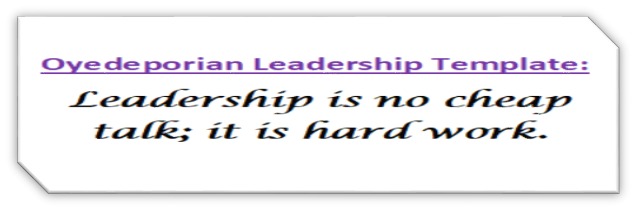 Oyedeporian Leadership Template:
Leadership is no cheap
talk; it is hard work.